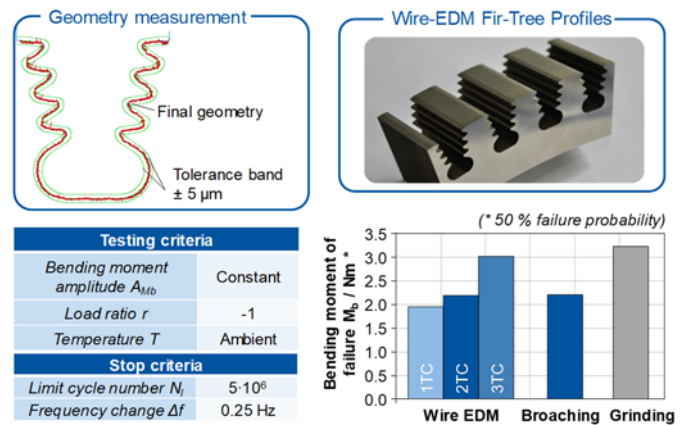 Geometry measurement
Final geometry
Tolerance band
± 5 µm
Wire-EDM Fir-Tree Profiles
Testing criteria
Bending moment
amplitude A_Mb
Constant
Load ratio r
-1
Temperature T
Ambient
Stop criteria
Limit cycle number N_l
5·10⁶
Frequency change Δf
0.25 Hz
(* 50 % failure probability)
Bending moment of
failure M_b / Nm *
3.5
3.0
2.5
2.0
1.5
1.0
0.5
0.0
1TC
2TC
3TC
Wire EDM
Broaching
Grinding